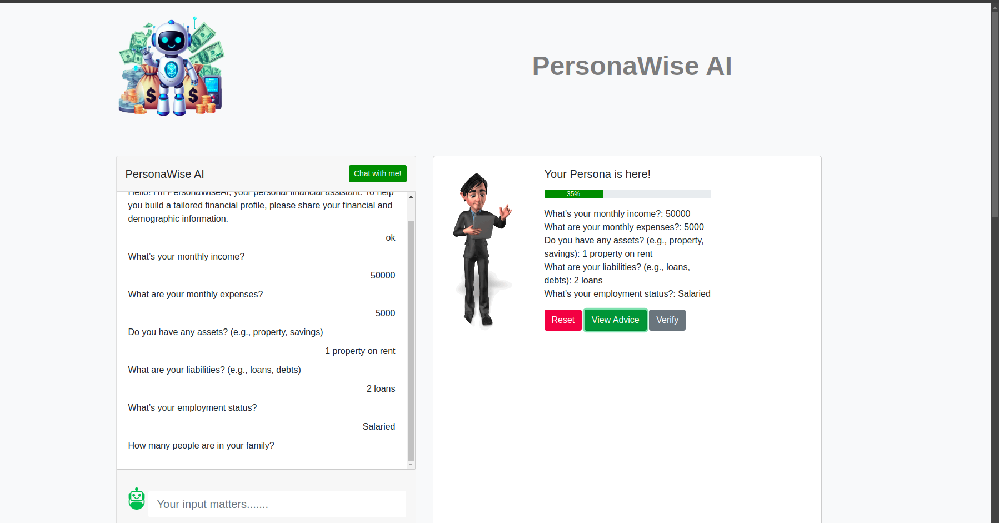 PersonaWise AI
PersonaWise AI
Chat with me!
Hello! I'm PersonaWiseAI, your personal financial assistant. To help
you build a tailored financial profile, please share your financial and
demographic information.
ok
What’s your monthly income?
50000
What are your monthly expenses?
5000
Do you have any assets? (e.g., property, savings)
1 property on rent
What are your liabilities? (e.g., loans, debts)
2 loans
What’s your employment status?
Salaried
How many people are in your family?
Your input matters.......
Your Persona is here!
35%
What’s your monthly income?: 50000
What are your monthly expenses?: 5000
Do you have any assets? (e.g., property,
savings): 1 property on rent
What are your liabilities? (e.g., loans,
debts): 2 loans
What’s your employment status?: Salaried
Reset
View Advice
Verify